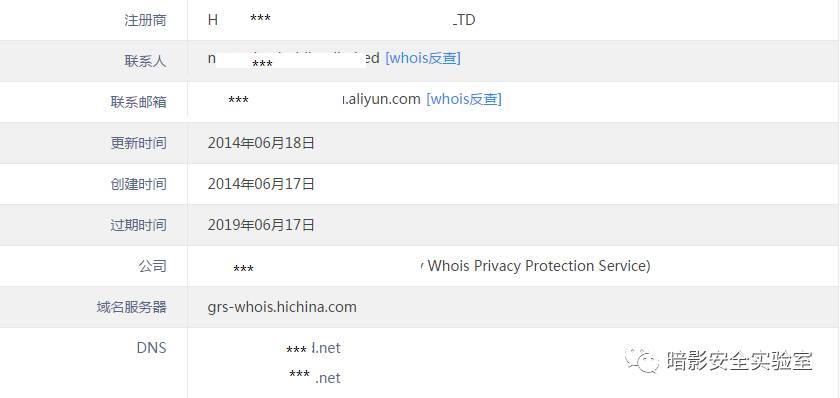 注册商 H *** LTD
联系人 n *** ed [whois反查]
联系邮箱 *** .aliyun.com [whois反查]
更新时间 2014年06月18日
创建时间 2014年06月17日
过期时间 2019年06月17日
公司 *** y Whois Privacy Protection Service)
域名服务器 grs-whois.hichina.com
DNS *** .net
*** .net
暗影安全实验室